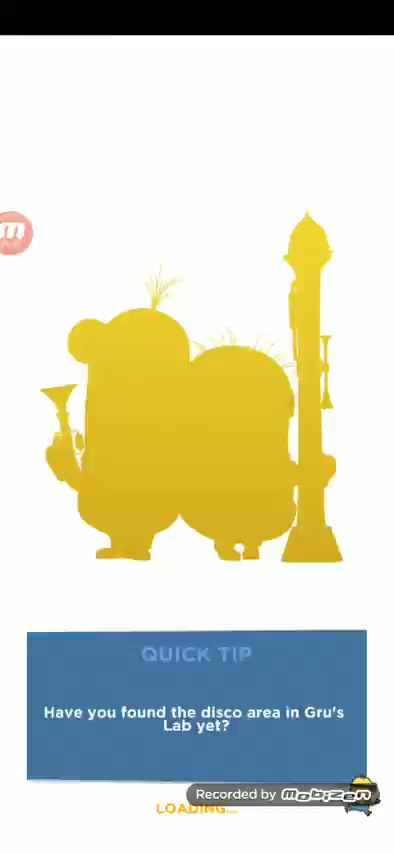 QUICK TIP
Have you found the disco area in Gru's
Lab yet?
Recorded by mobizen
LOADING...